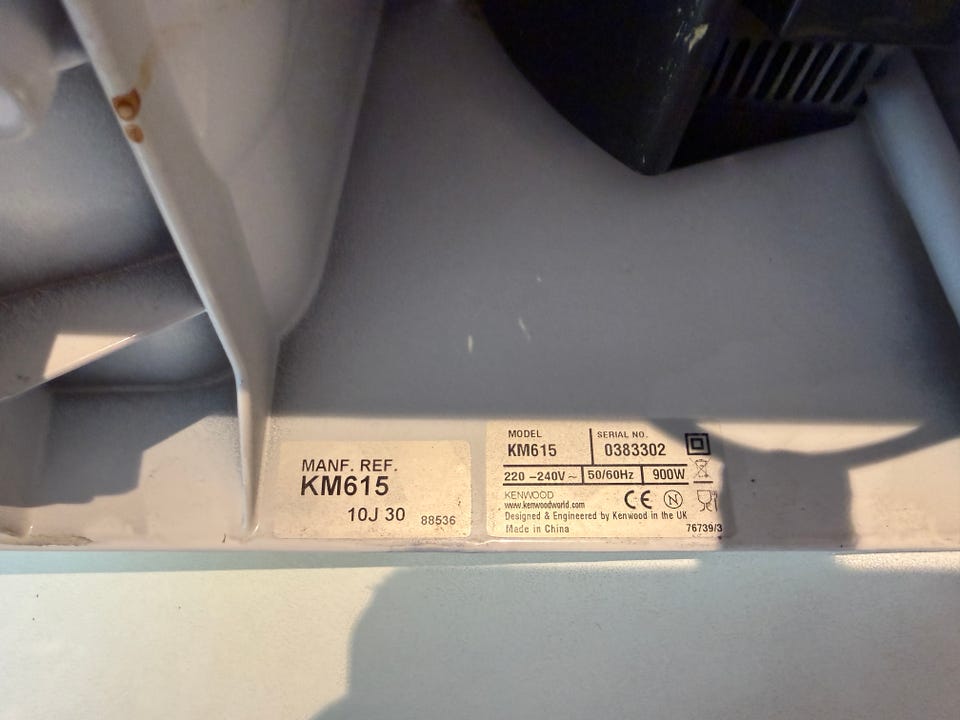 MANF. REF.
KM615
10J 30 88536
MODEL SERIAL NO.
KM615 0383302
220 –240V~ 50/60Hz 900W
KENWOOD
www.kenwoodworld.com
CE N
Designed & Engineered by Kenwood in the UK
Made in China 76739/3